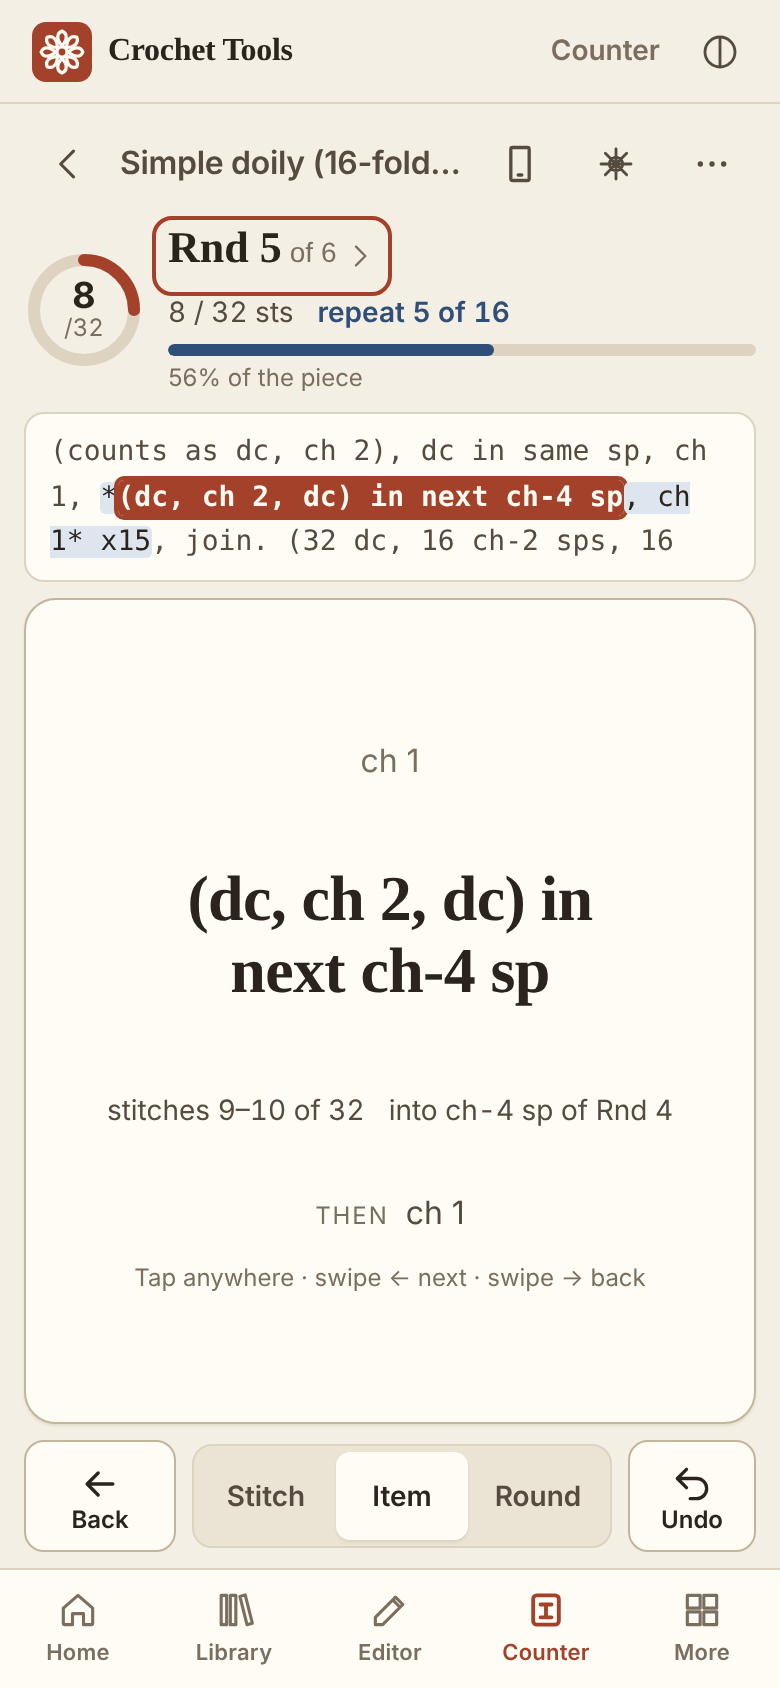 Crochet Tools
Counter
Simple doily (16-fold...
Rnd 5 of 6
8
/32
8 / 32 sts repeat 5 of 16
56% of the piece
(counts as dc, ch 2), dc in same sp, ch
1, *(dc, ch 2, dc) in next ch-4 sp, ch
1* x15, join. (32 dc, 16 ch-2 sps, 16
ch 1
(dc, ch 2, dc) in
next ch-4 sp
stitches 9–10 of 32 into ch-4 sp of Rnd 4
THEN ch 1
Tap anywhere · swipe ← next · swipe → back
Back
Stitch
Item
Round
Undo
Home
Library
Editor
Counter
More